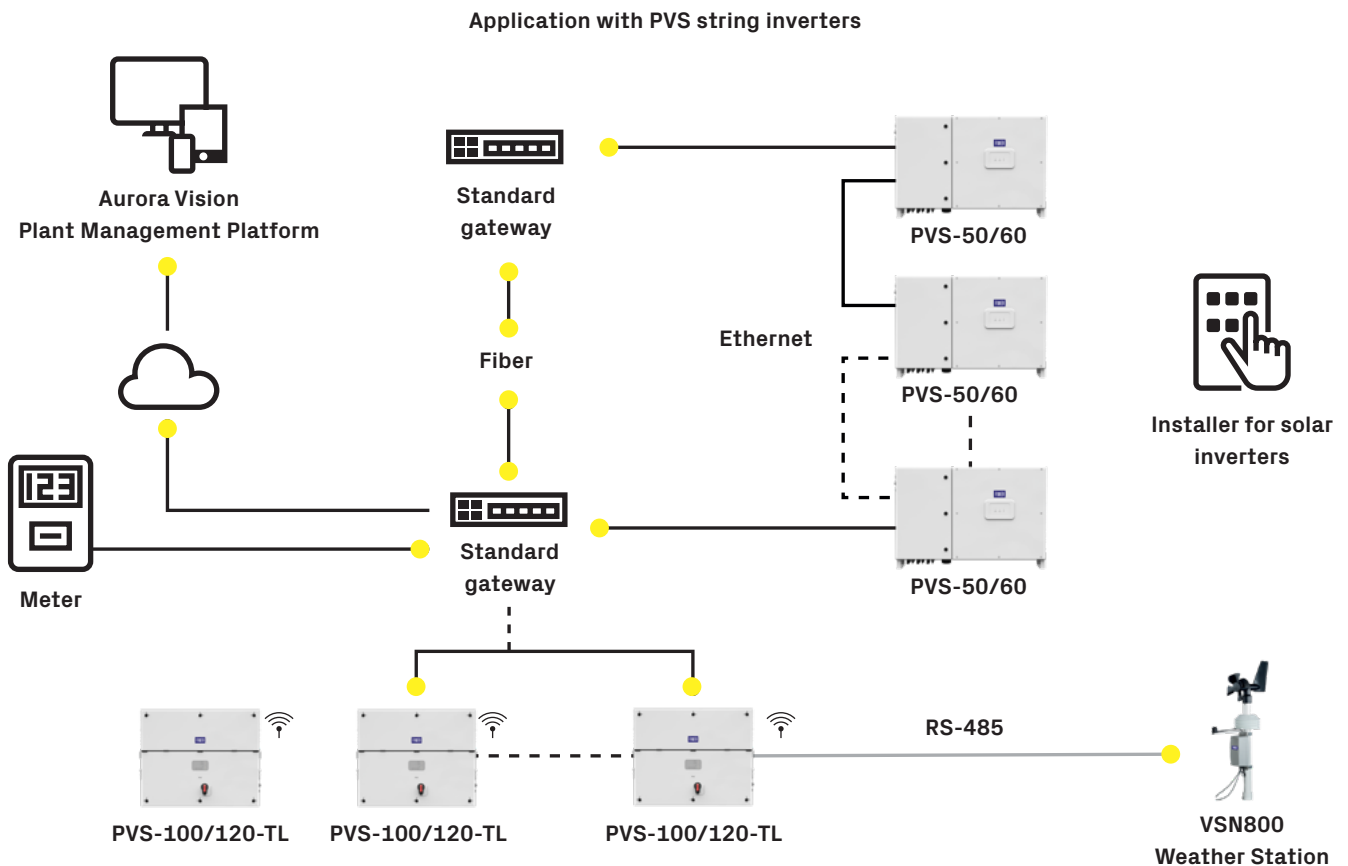 Application with PVS string inverters
Aurora Vision
Plant Management Platform
Standard
gateway
PVS-50/60
Fiber
Ethernet
PVS-50/60
Installer for solar
inverters
123
Meter
Standard
gateway
PVS-50/60
RS-485
PVS-100/120-TL
PVS-100/120-TL
PVS-100/120-TL
VSN800
Weather Station